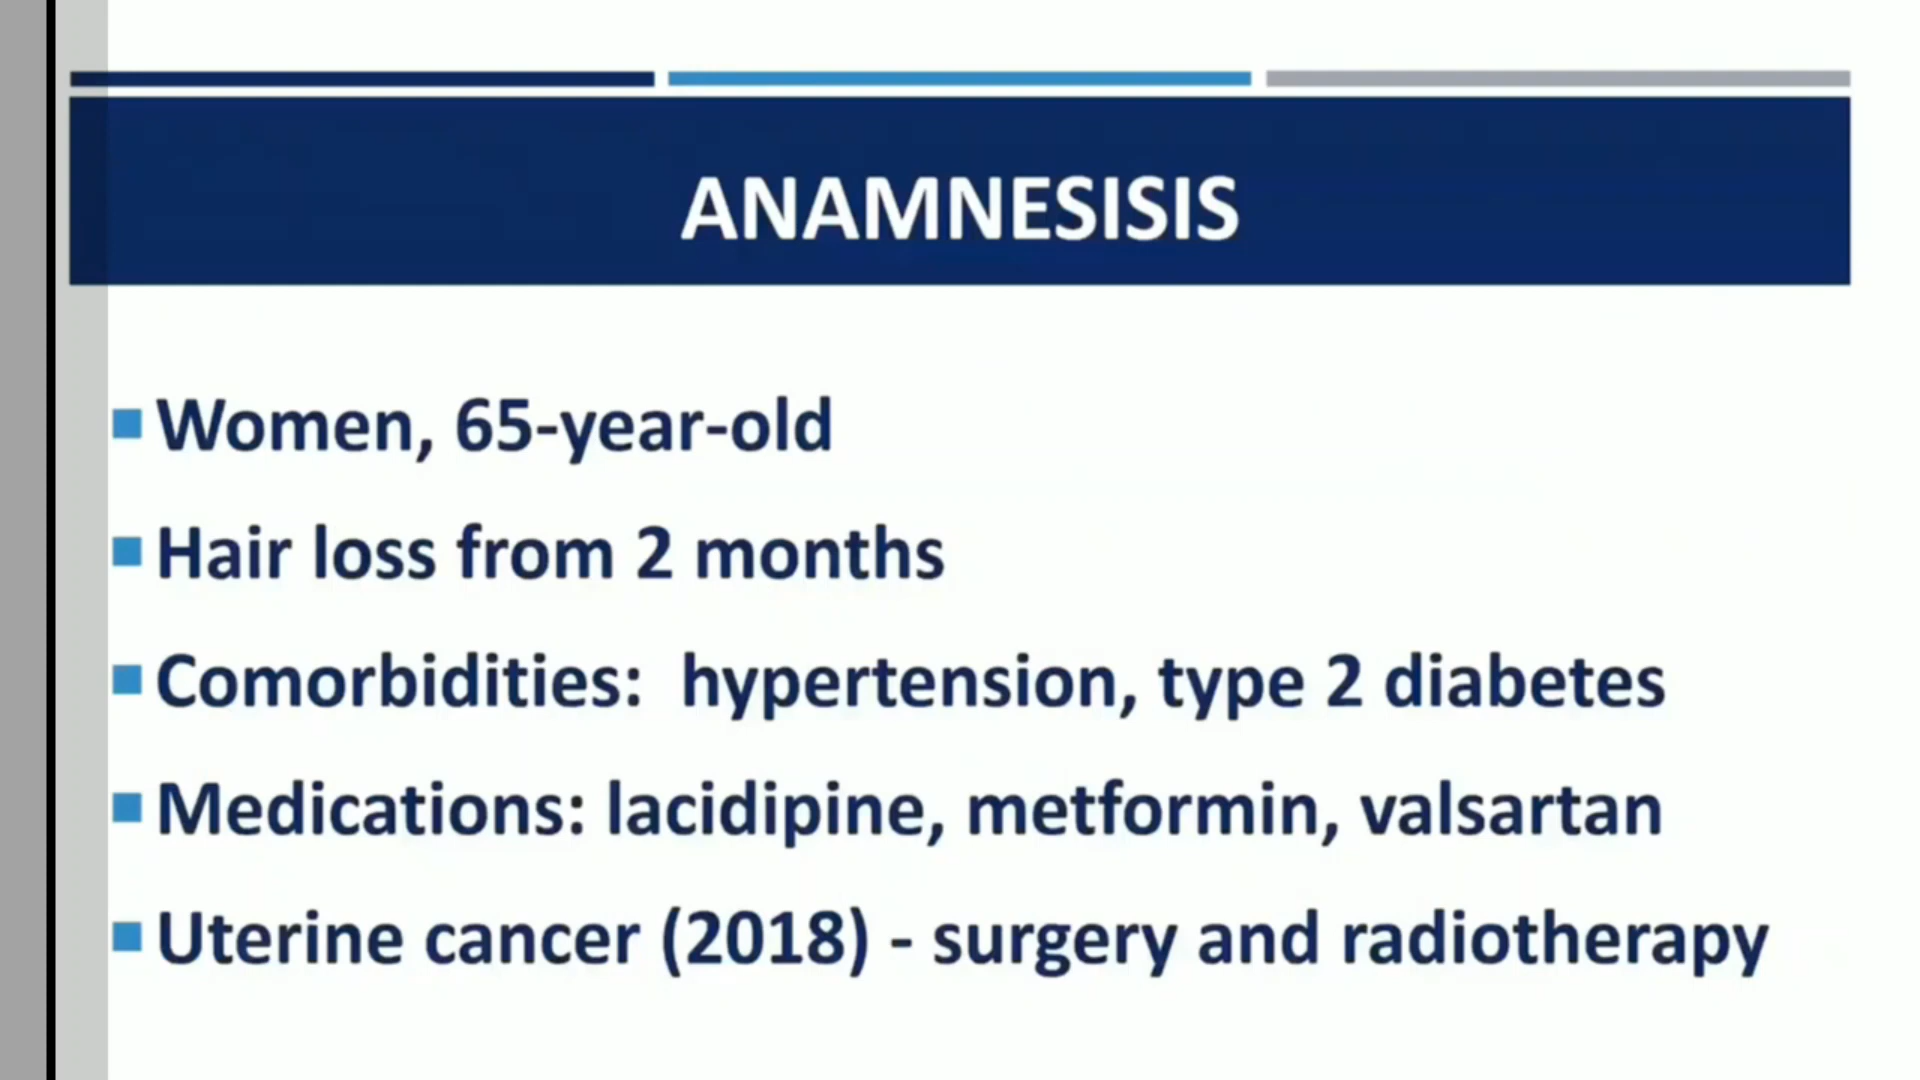 ANAMNESISIS
Women, 65-year-old
Hair loss from 2 months
Comorbidities: hypertension, type 2 diabetes
Medications: lacidipine, metformin, valsartan
Uterine cancer (2018) - surgery and radiotherapy